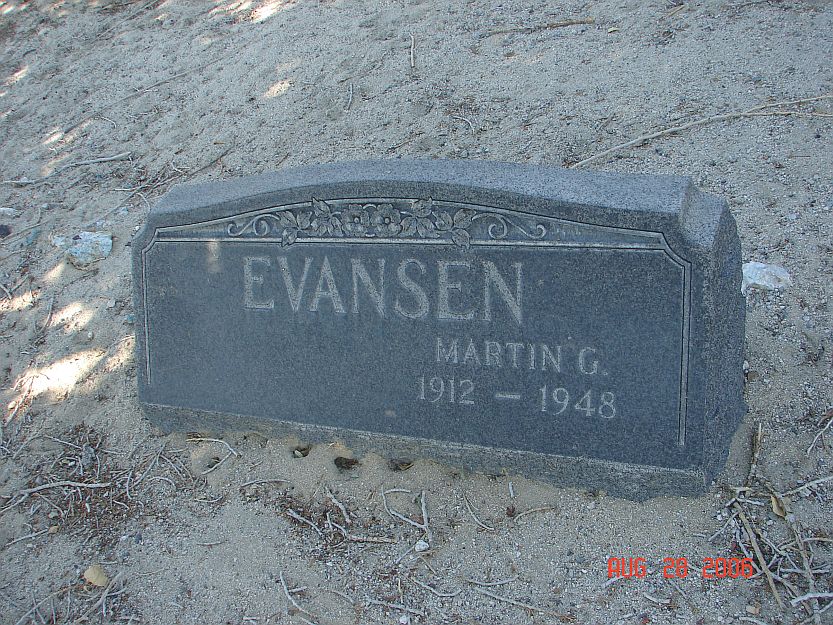 EVANSEN
MARTIN G.
1912 – 1948
AUG 28 2006